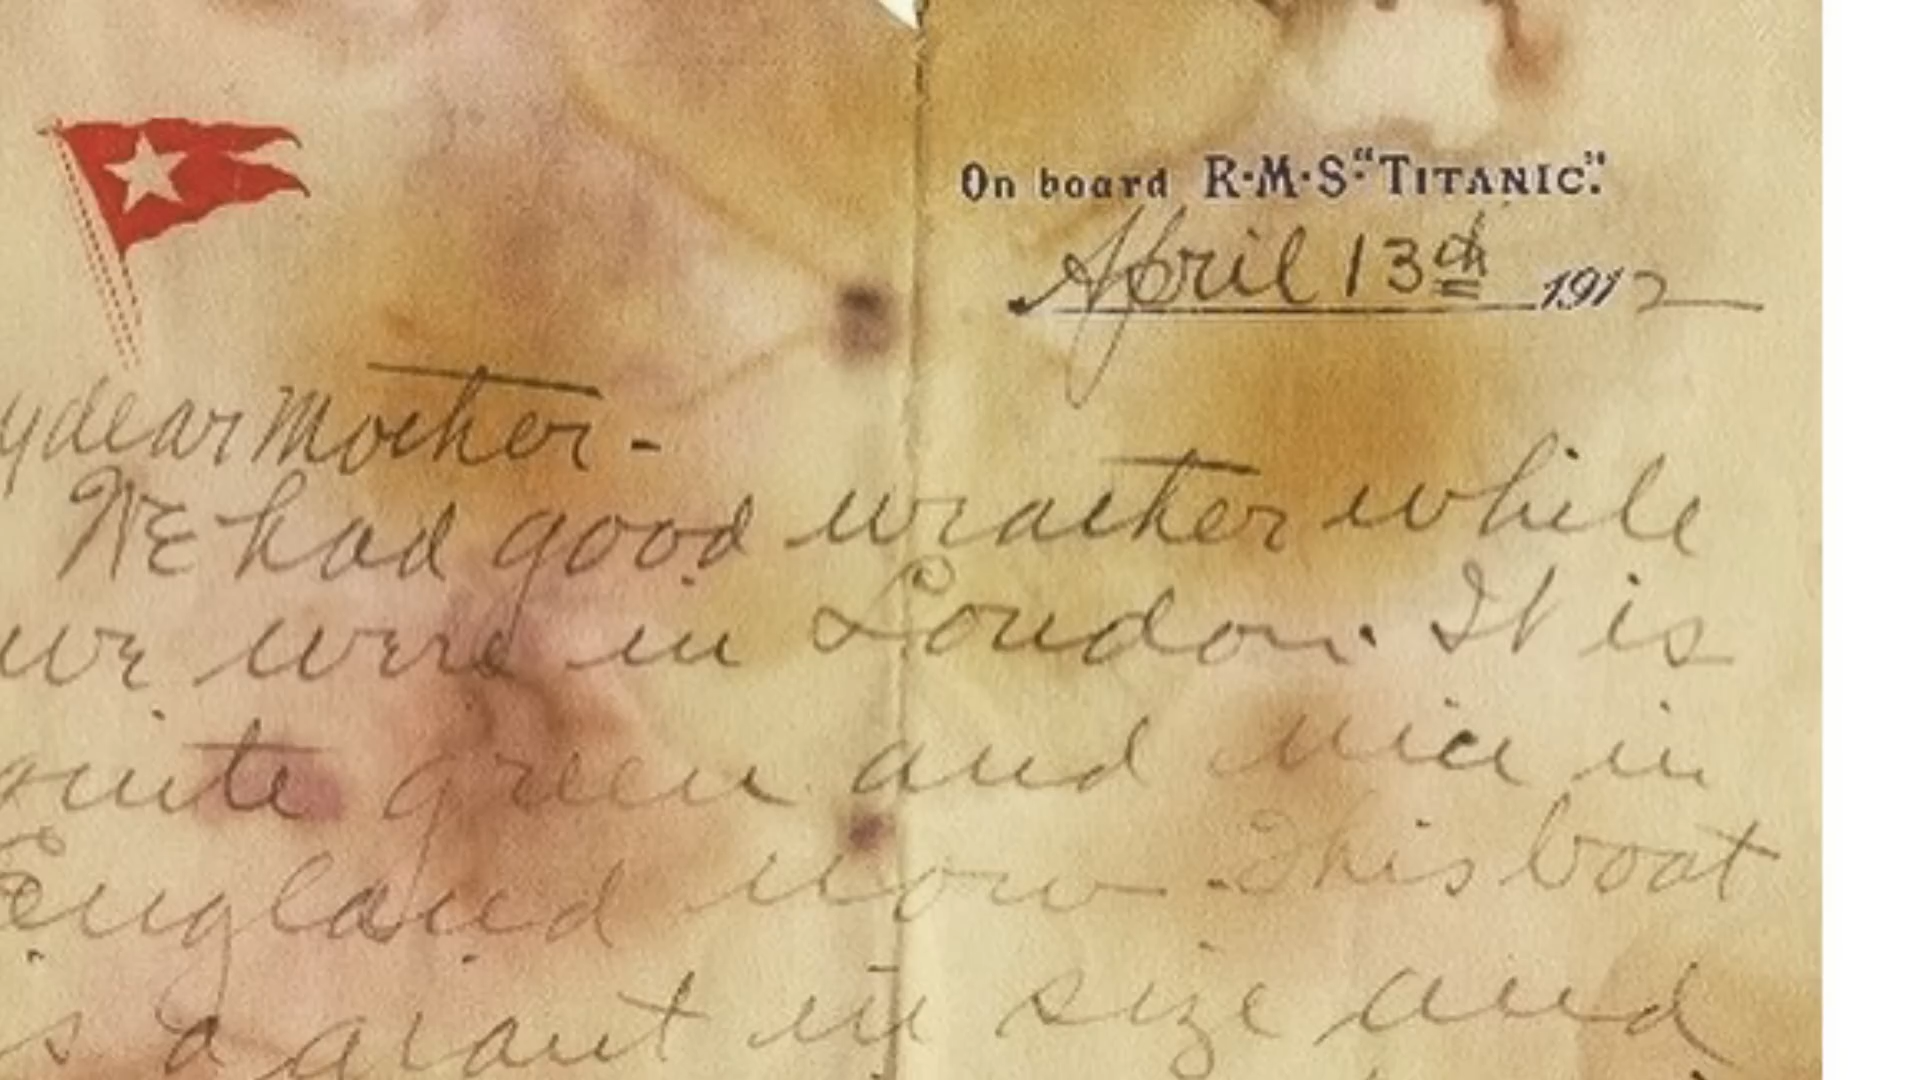 On board R·M·S· "TITANIC."
April 13th 1912
y dear Mother -
We had good weather while
we were in London. It is
quite green and nice in
England now. This boat
is a giant in size and